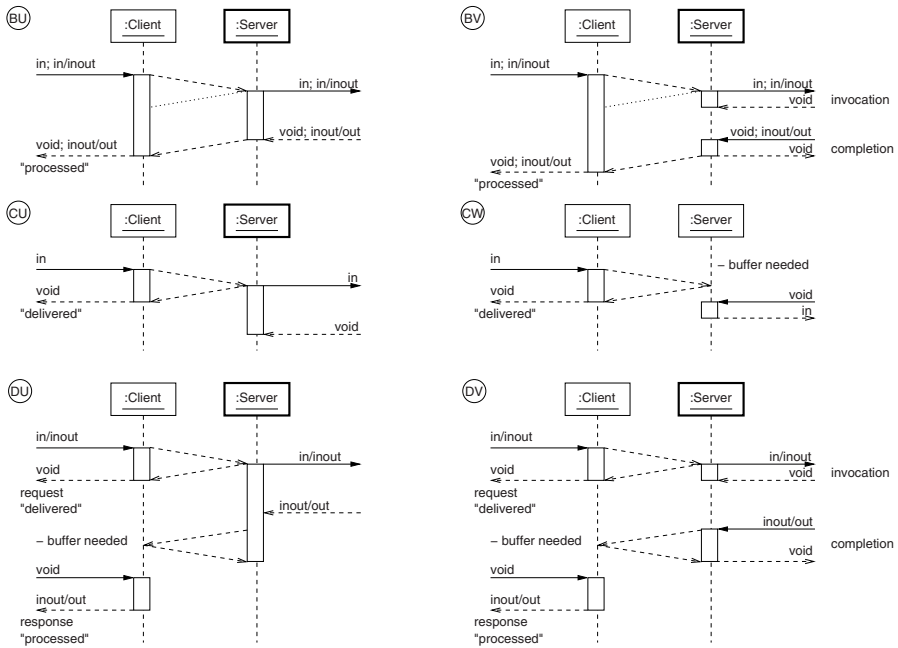 BU
:Client
:Server
in; in/inout
in; in/inout
void; inout/out
void; inout/out
"processed"
BV
:Client
:Server
in; in/inout
in; in/inout
void
invocation
void; inout/out
void
completion
void; inout/out
"processed"
CU
:Client
:Server
in
in
void
"delivered"
void
CW
:Client
:Server
– buffer needed
in
void
void
"delivered"
in
DU
:Client
:Server
in/inout
in/inout
void
request
"delivered"
inout/out
– buffer needed
void
inout/out
response
"processed"
DV
:Client
:Server
in/inout
in/inout
void
void
invocation
request
"delivered"
inout/out
– buffer needed
void
completion
void
inout/out
response
"processed"